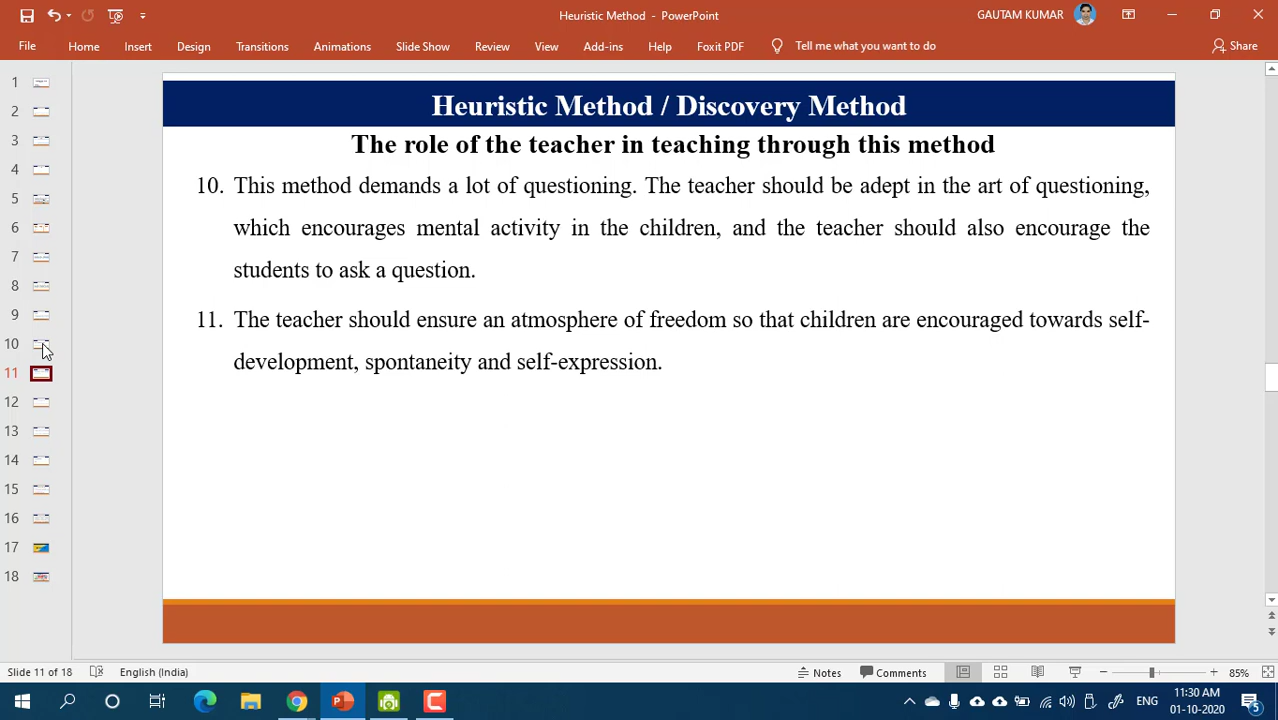 Heuristic Method - PowerPoint
GAUTAM KUMAR
File Home Insert Design Transitions Animations Slide Show Review View Add-ins Help Foxit PDF Tell me what you want to do Share
1
2
3
4
5
6
7
8
9
10
11
12
13
14
15
16
17
18
Heuristic Method / Discovery Method
The role of the teacher in teaching through this method
10. This method demands a lot of questioning. The teacher should be adept in the art of questioning,
which encourages mental activity in the children, and the teacher should also encourage the
students to ask a question.
11. The teacher should ensure an atmosphere of freedom so that children are encouraged towards self-
development, spontaneity and self-expression.
Slide 11 of 18 English (India) Notes Comments 85%
ENG 11:30 AM
01-10-2020
5